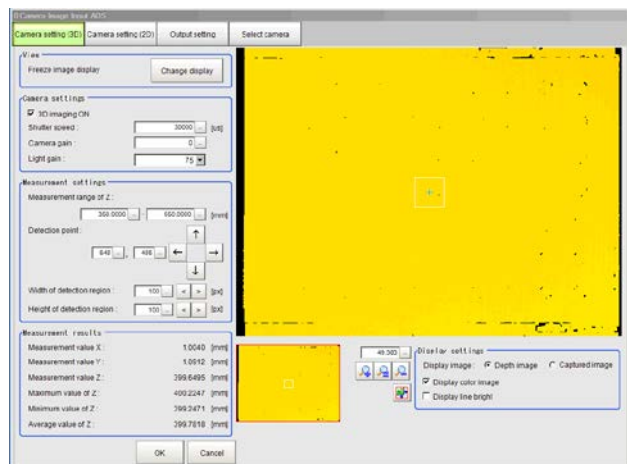 0.Camera Image Input AOS
Camera setting (3D) Camera setting (2D) Output setting Select camera
View
Freeze image display Change display
Camera settings
3D imaging ON
Shutter speed : 30000 ... [us]
Camera gain : 0 ...
Light gain : 75
Measurement settings
Measurement range of Z :
350.0000 ... - 650.0000 ... [mm]
Detection point :
Width of detection region : 100 ... < > [px]
Height of detection region : 100 ... < > [px]
Measurement results
Measurement value X : 1.0040 [mm]
Measurement value Y : 1.0912 [mm]
Measurement value Z : 399.6495 [mm]
Maximum value of Z : 400.2247 [mm]
Minimum value of Z : 399.2471 [mm]
Average value of Z : 399.7818 [mm]
OK Cancel
Display settings
Display image : Depth image Captured image
Display color image
Display line bright